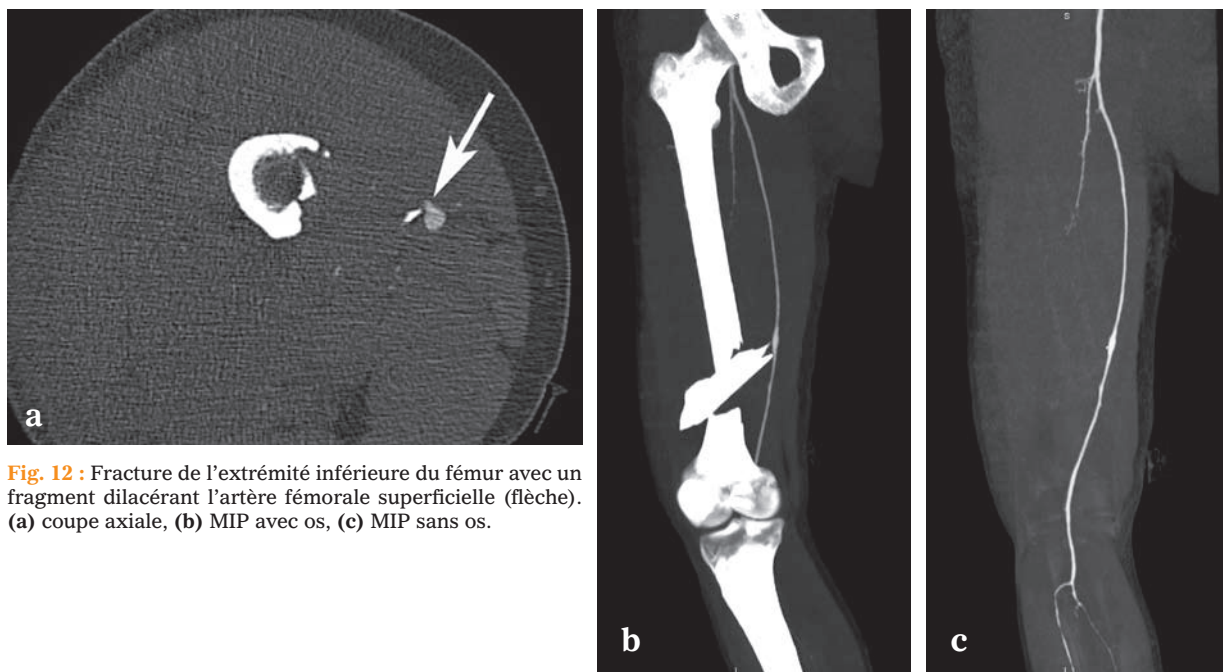 a
Fig. 12 : Fracture de l'extrémité inférieure du fémur avec un
fragment dilacérant l'artère fémorale superficielle (flèche).
(a) coupe axiale, (b) MIP avec os, (c) MIP sans os.
b
S
c